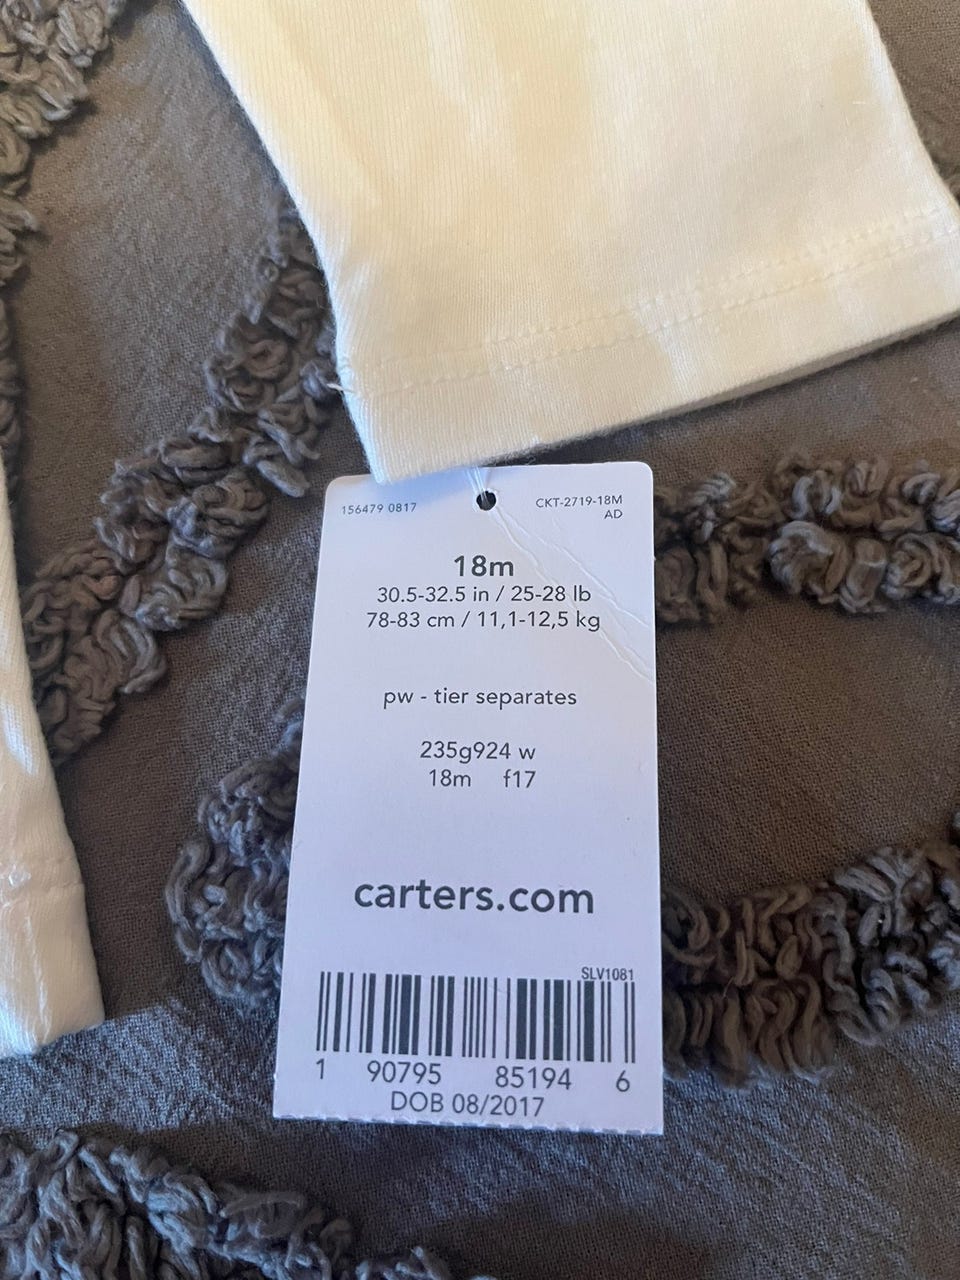 156479 0817
CKT-2719-18M
AD
18m
30.5-32.5 in / 25-28 lb
78-83 cm / 11,1-12,5 kg
pw - tier separates
235g924 w
18m f17
carters.com
SLV1081
1 90795 85194 6
DOB 08/2017